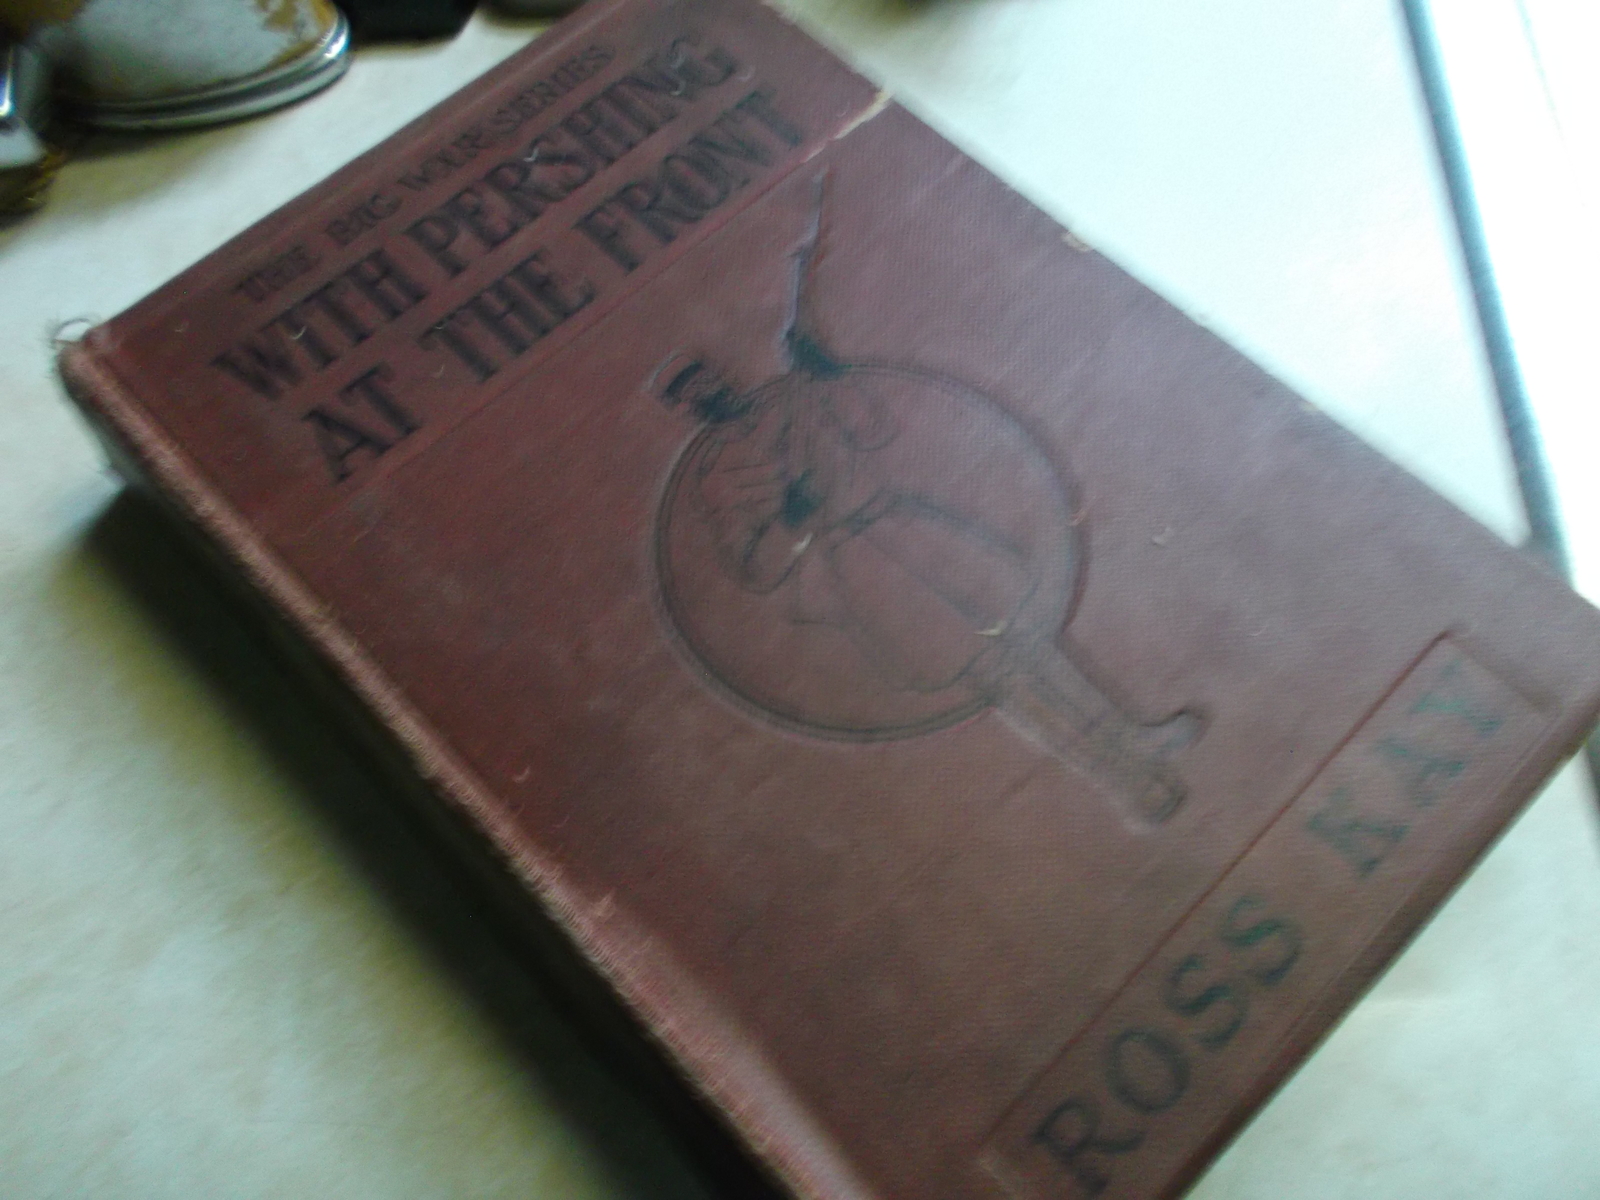 THE BIG WAR SERIES
WITH PERSHING
AT THE FRONT
ROSS KAY